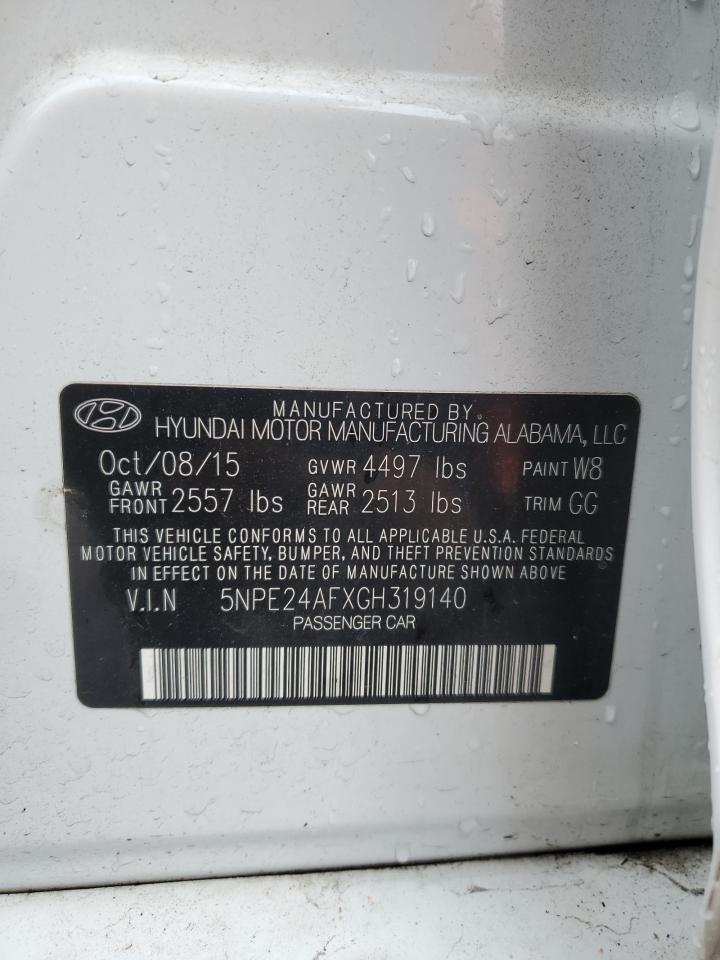 MANUFACTURED BY
HYUNDAI MOTOR MANUFACTURING ALABAMA, LLC
Oct/08/15 GVWR 4497 lbs PAINT W8
GAWR FRONT 2557 lbs GAWR REAR 2513 lbs TRIM GG
THIS VEHICLE CONFORMS TO ALL APPLICABLE U.S.A. FEDERAL
MOTOR VEHICLE SAFETY, BUMPER, AND THEFT PREVENTION STANDARDS
IN EFFECT ON THE DATE OF MANUFACTURE SHOWN ABOVE
V.I.N 5NPE24AFXGH319140
PASSENGER CAR